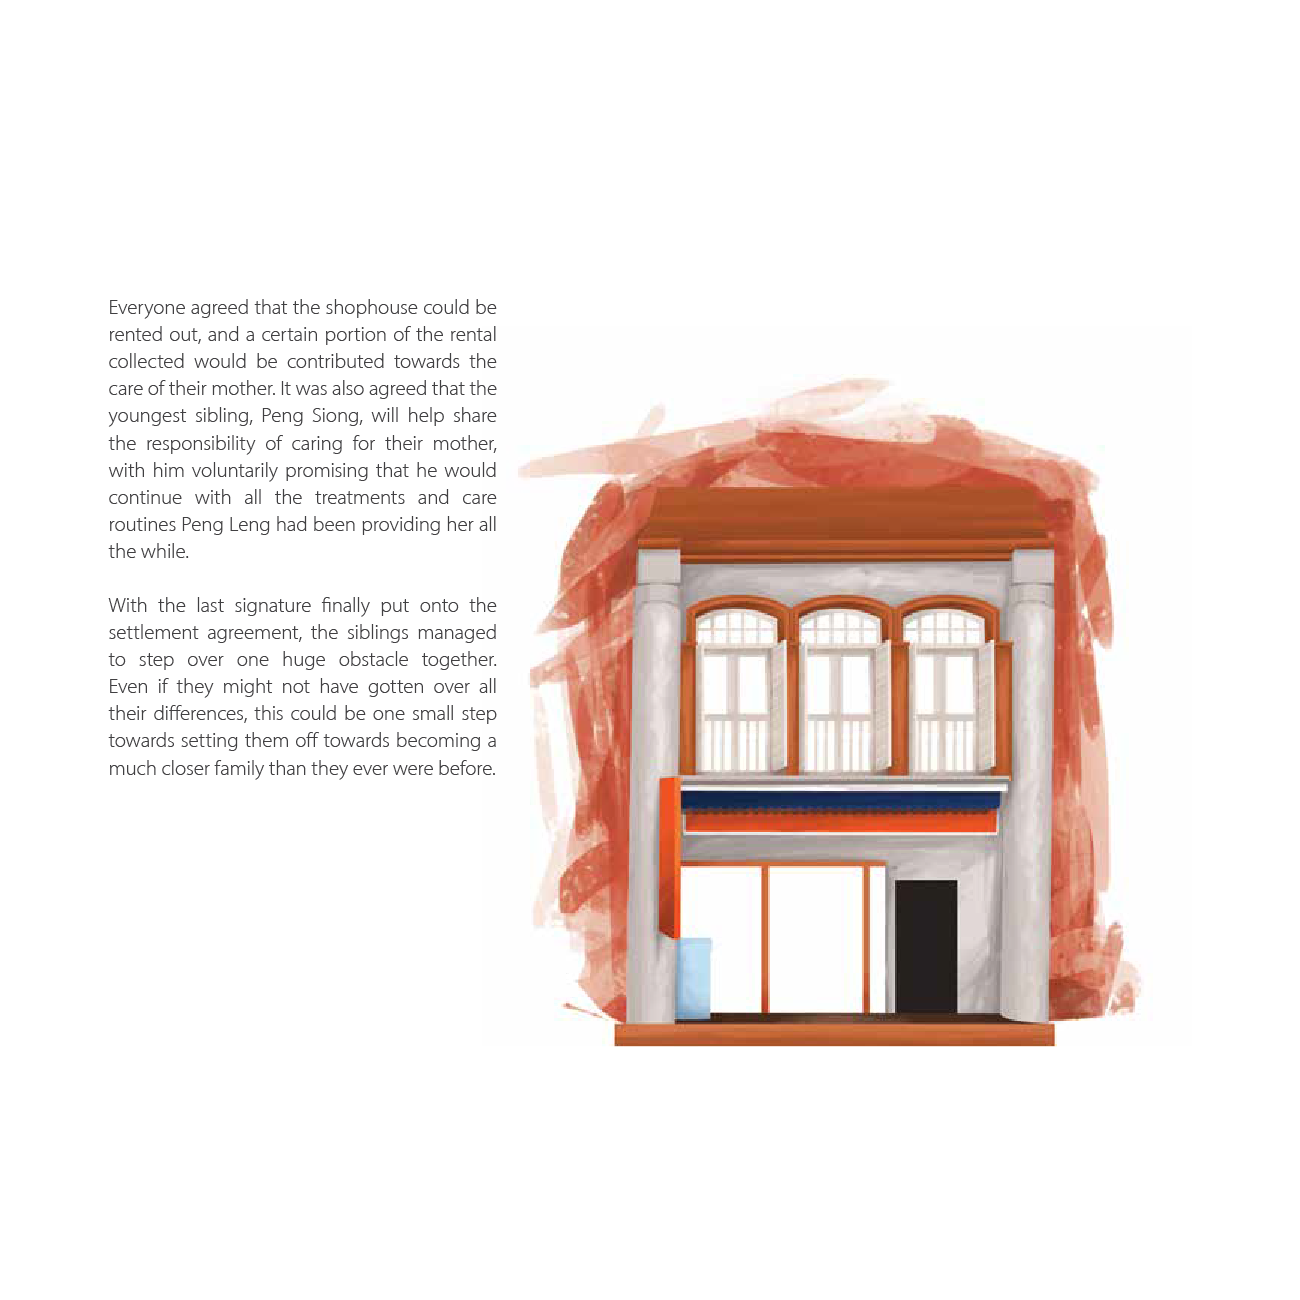 Everyone agreed that the shophouse could be
rented out, and a certain portion of the rental
collected would be contributed towards the
care of their mother. It was also agreed that the
youngest sibling, Peng Siong, will help share
the responsibility of caring for their mother,
with him voluntarily promising that he would
continue with all the treatments and care
routines Peng Leng had been providing her all
the while.
With the last signature finally put onto the
settlement agreement, the siblings managed
to step over one huge obstacle together.
Even if they might not have gotten over all
their differences, this could be one small step
towards setting them off towards becoming a
much closer family than they ever were before.